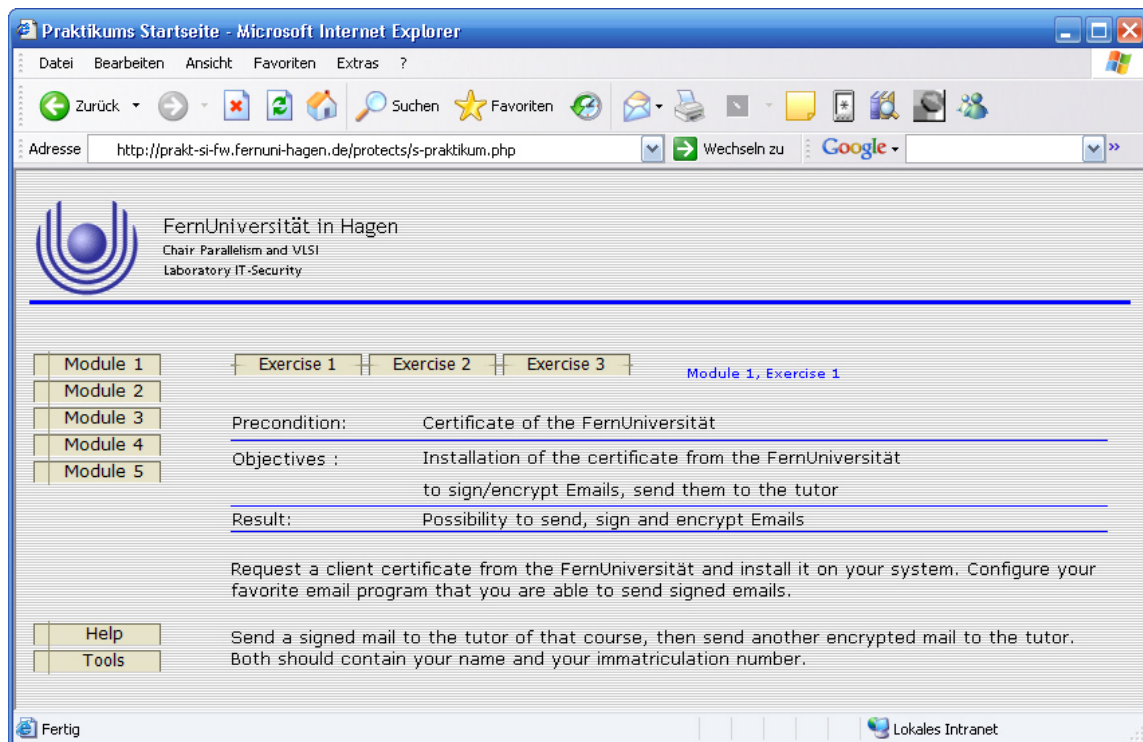 Praktikums Startseite - Microsoft Internet Explorer
Datei Bearbeiten Ansicht Favoriten Extras ?
Zurück Suchen Favoriten
Adresse http://prakt-si-fw.fernuni-hagen.de/protects/s-praktikum.php Wechseln zu Google
FernUniversität in Hagen
Chair Parallelism and VLSI
Laboratory IT-Security
Module 1
Module 2
Module 3
Module 4
Module 5
Help
Tools
Exercise 1 Exercise 2 Exercise 3
Module 1, Exercise 1
Precondition: Certificate of the FernUniversität
Objectives : Installation of the certificate from the FernUniversität
to sign/encrypt Emails, send them to the tutor
Result: Possibility to send, sign and encrypt Emails
Request a client certificate from the FernUniversität and install it on your system. Configure your
favorite email program that you are able to send signed emails.
Send a signed mail to the tutor of that course, then send another encrypted mail to the tutor.
Both should contain your name and your immatriculation number.
Fertig Lokales Intranet